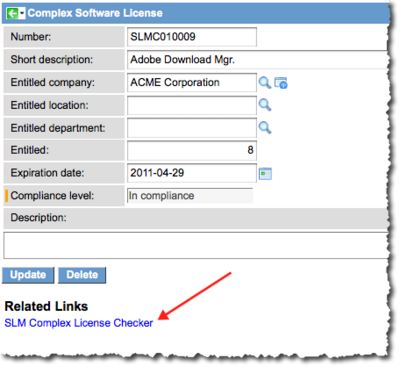 Complex Software License
Number: SLMC010009
Short description: Adobe Download Mgr.
Entitled company: ACME Corporation
Entitled location:
Entitled department:
Entitled: 8
Expiration date: 2011-04-29
Compliance level: In compliance
Description:
Update Delete
Related Links
SLM Complex License Checker